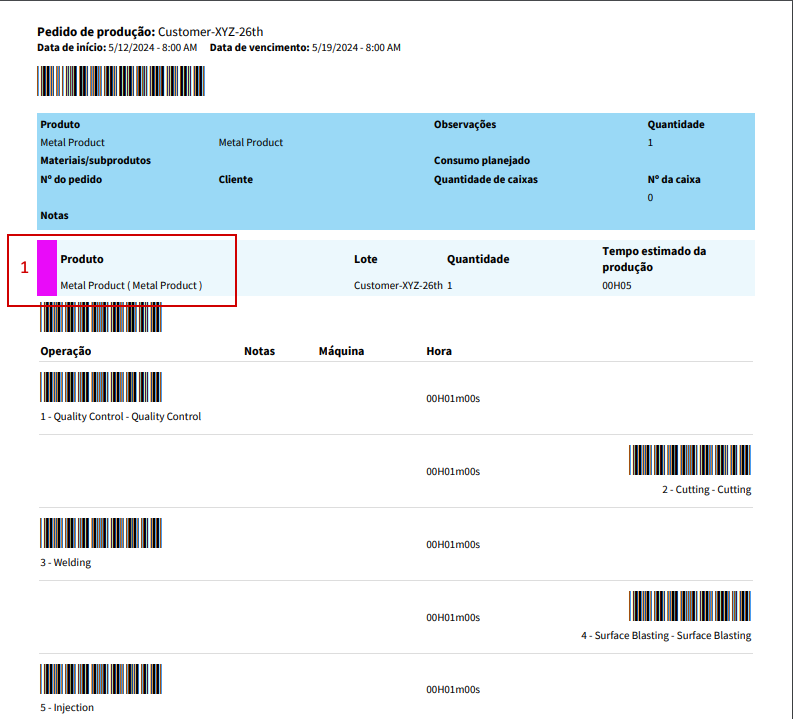 Pedido de produção: Customer-XYZ-26th
Data de início: 5/12/2024 - 8:00 AM Data de vencimento: 5/19/2024 - 8:00 AM
Produto Observações Quantidade
Metal Product Metal Product 1
Materiais/subprodutos Consumo planejado
Nº do pedido Cliente Quantidade de caixas Nº da caixa
0
Notas
1
Produto Lote Quantidade Tempo estimado da
produção
Metal Product ( Metal Product ) Customer-XYZ-26th 1 00H05
Operação Notas Máquina Hora
00H01m00s
1 - Quality Control - Quality Control
00H01m00s
2 - Cutting - Cutting
00H01m00s
3 - Welding
00H01m00s
4 - Surface Blasting - Surface Blasting
00H01m00s
5 - Injection